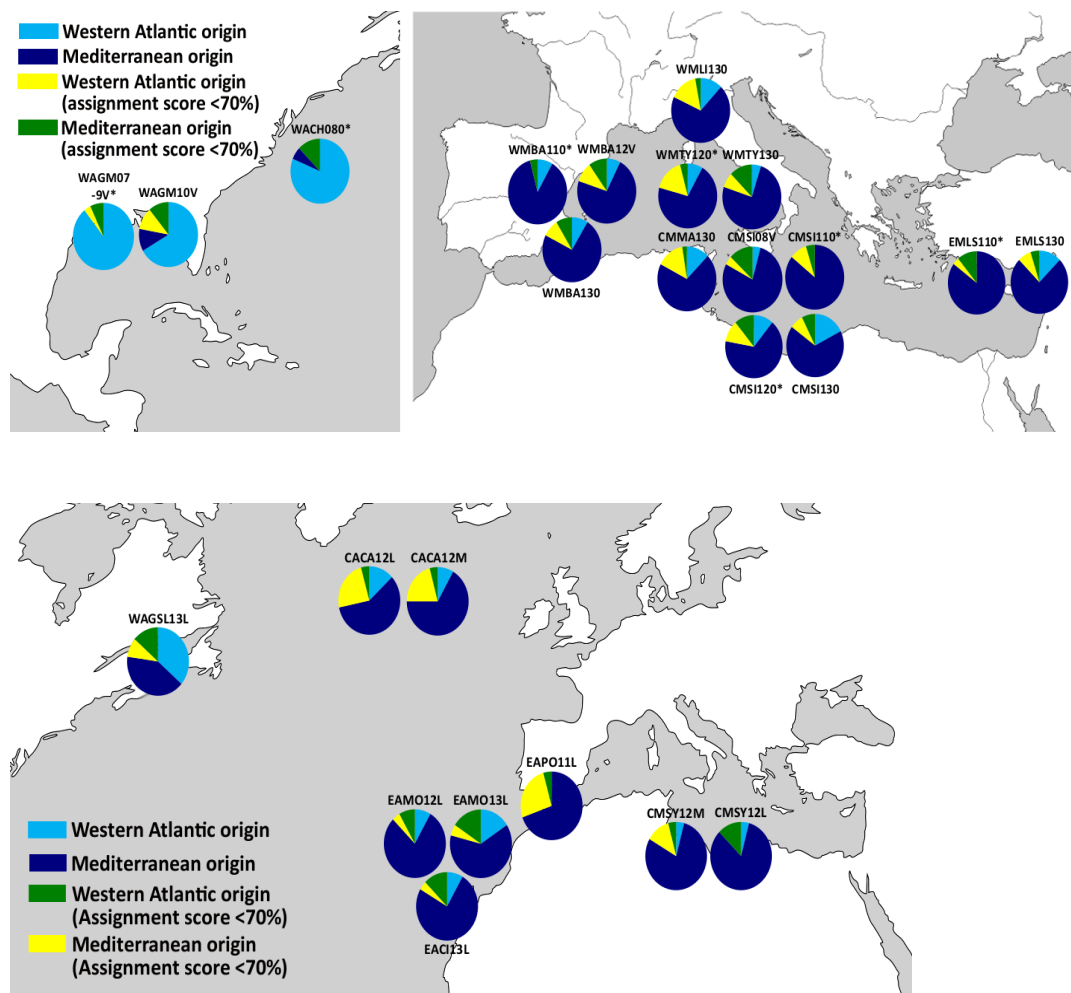 Western Atlantic origin
Mediterranean origin
Western Atlantic origin
(assignment score <70%)
Mediterranean origin
(assignment score <70%)
WACH080*
WAGM07
-9V*
WAGM10V
WMLI130
WMBA110*
WMBA12V
WMTY120*
WMTY130
WMBA130
CMMA130
CMSI08V
CMSI110*
EMLS110*
EMLS130
CMSI120*
CMSI130
CACA12L
CACA12M
WAGSL13L
EAPO11L
EAMO12L
EAMO13L
CMSY12M
CMSY12L
EACI13L
Western Atlantic origin
Mediterranean origin
Western Atlantic origin
(Assignment score <70%)
Mediterranean origin
(Assignment score <70%)